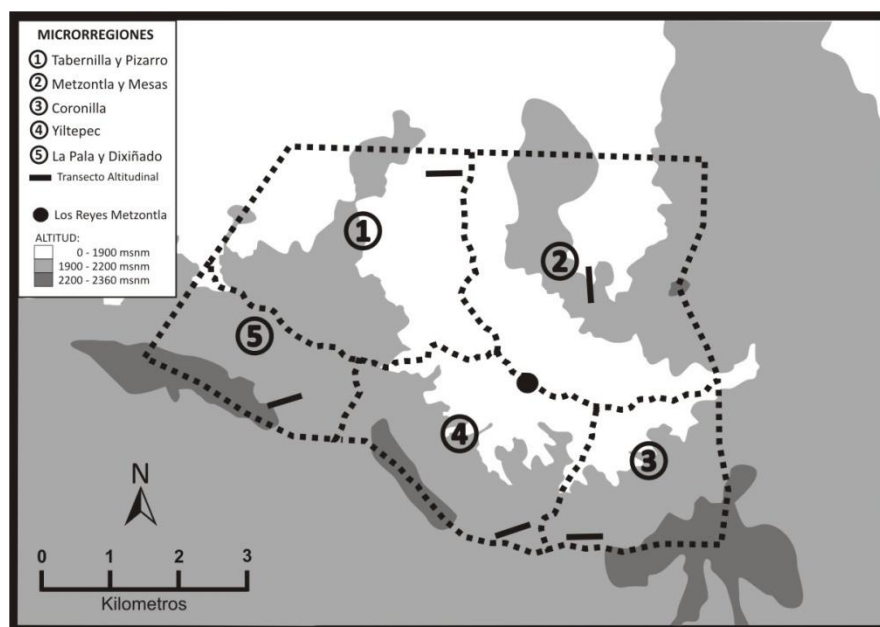 MICRORREGIONES
1 Tabernilla y Pizarro
2 Metzontla y Mesas
3 Coronilla
4 Yiltepec
5 La Pala y Dixiñado
Transecto Altitudinal
Los Reyes Metzontla
ALTITUD:
0 - 1900 msnm
1900 - 2200 msnm
2200 - 2360 msnm
1
2
5
4
3
N
0 1 2 3
Kilometros